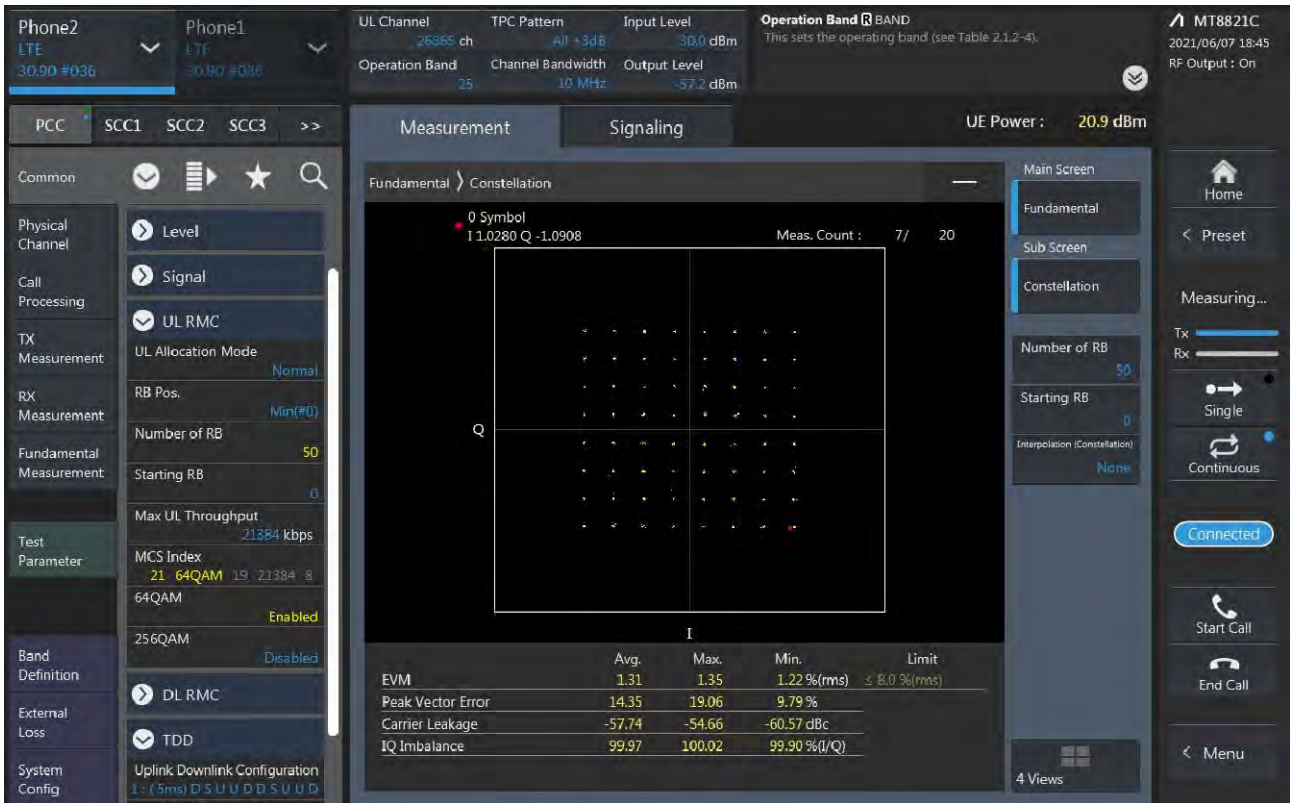 Phone2
LTE
30.90 #036
Phone1
LTE
30.90 #036
UL Channel
26365 ch
TPC Pattern
All +3dB
Input Level
30.0 dBm
Operation Band
25
Channel Bandwidth
10 MHz
Output Level
-57.2 dBm
Operation Band R BAND
This sets the operating band (see Table 2.1.2-4).
MT8821C
2021/06/07 18:45
RF Output : On
PCC SCC1 SCC2 SCC3 >>
Measurement
Signaling
UE Power : 20.9 dBm
Common
Physical
Channel
Call
Processing
TX
Measurement
RX
Measurement
Fundamental
Measurement
Test
Parameter
Band
Definition
External
Loss
System
Config
Level
Signal
UL RMC
UL Allocation Mode
Normal
RB Pos.
Min(#0)
Number of RB
50
Starting RB
0
Max UL Throughput
21384 kbps
MCS Index
21 64QAM 19 21384 8
64QAM
Enabled
256QAM
Disabled
DL RMC
TDD
Uplink Downlink Configuration
1 : ( 5ms) D S U U D D S U U D
Fundamental Constellation
0 Symbol
I 1.0280 Q -1.0908
Meas. Count : 7/ 20
Q
I
Avg. Max. Min. Limit
EVM 1.31 1.35 1.22 %(rms) ≤ 8.0 %(rms)
Peak Vector Error 14.35 19.06 9.79 %
Carrier Leakage -57.74 -54.66 -60.57 dBc
IQ Imbalance 99.97 100.02 99.90 %(I/Q)
Main Screen
Fundamental
Sub Screen
Constellation
Number of RB
50
Starting RB
0
Interpolation (Constellation)
None
4 Views
Home
< Preset
Measuring...
Tx
Rx
Single
Continuous
Connected
Start Call
End Call
< Menu